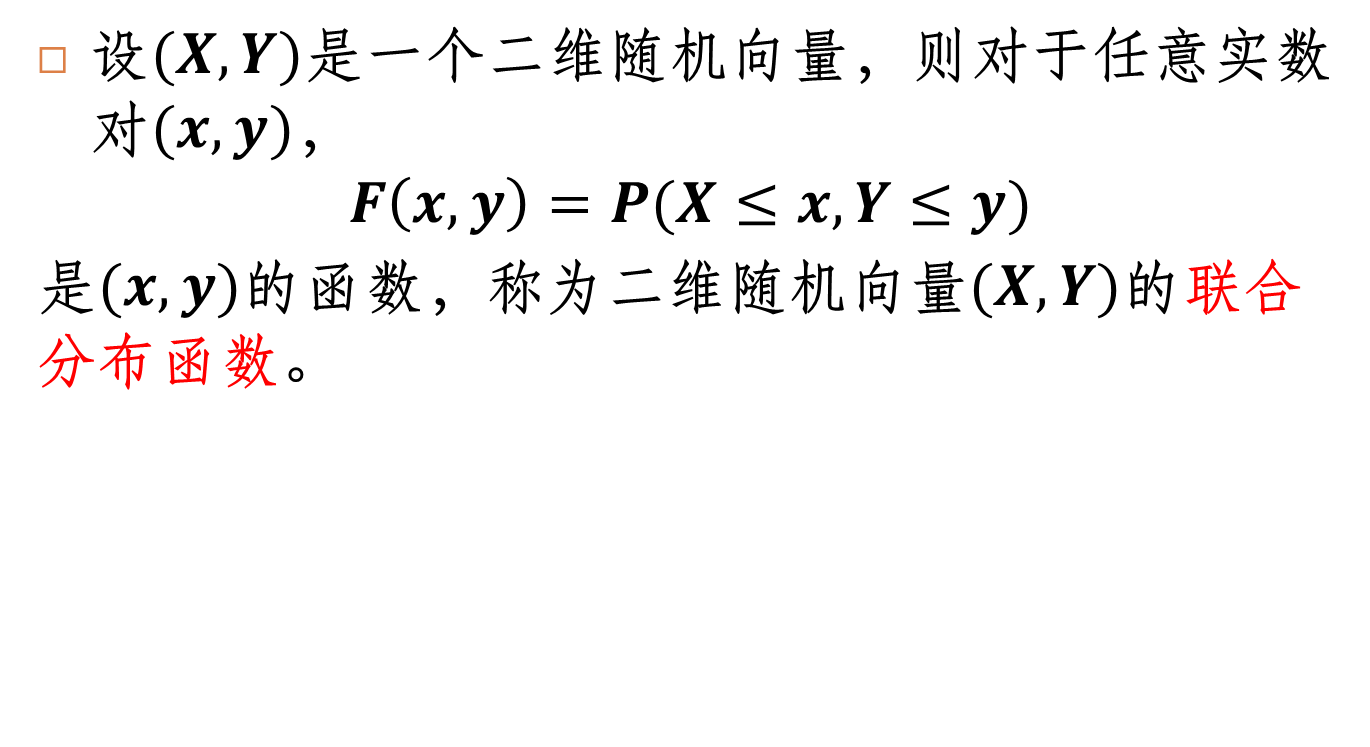 □ 设(X,Y)是一个二维随机向量，则对于任意实数
对(x,y)，
F(x,y) = P(X ≤ x,Y ≤ y)
是(x,y)的函数，称为二维随机向量(X,Y)的联合
分布函数。